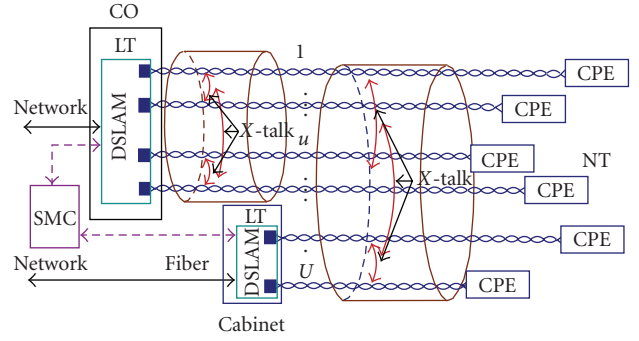 CO
LT
1
DSLAM
CPE
CPE
Network
X-talk
u
CPE
NT
CPE
X-talk
SMC
LT
DSLAM
CPE
Network
Fiber
U
CPE
Cabinet